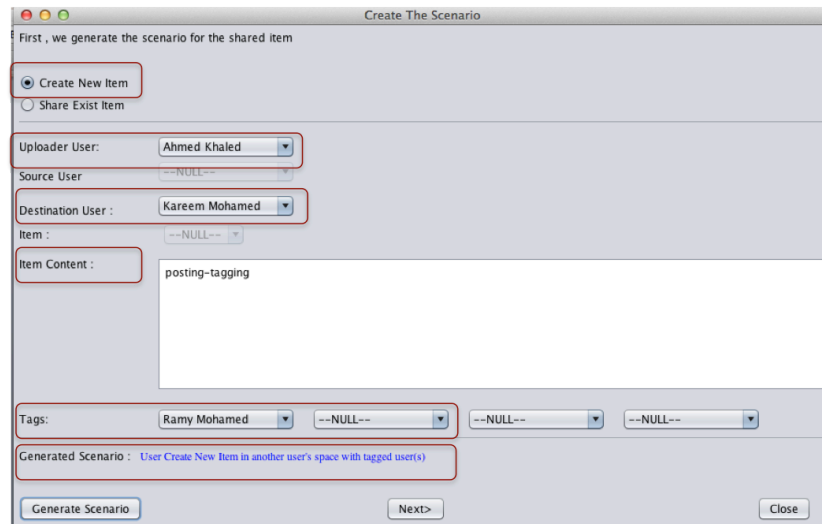 Create The Scenario
First , we generate the scenario for the shared item
Create New Item
Share Exist Item
Uploader User: Ahmed Khaled
Source User --NULL--
Destination User : Kareem Mohamed
Item : --NULL--
Item Content :
posting-tagging
Tags: Ramy Mohamed --NULL-- --NULL-- --NULL--
Generated Scenario : User Create New Item in another user's space with tagged user(s)
Generate Scenario Next> Close